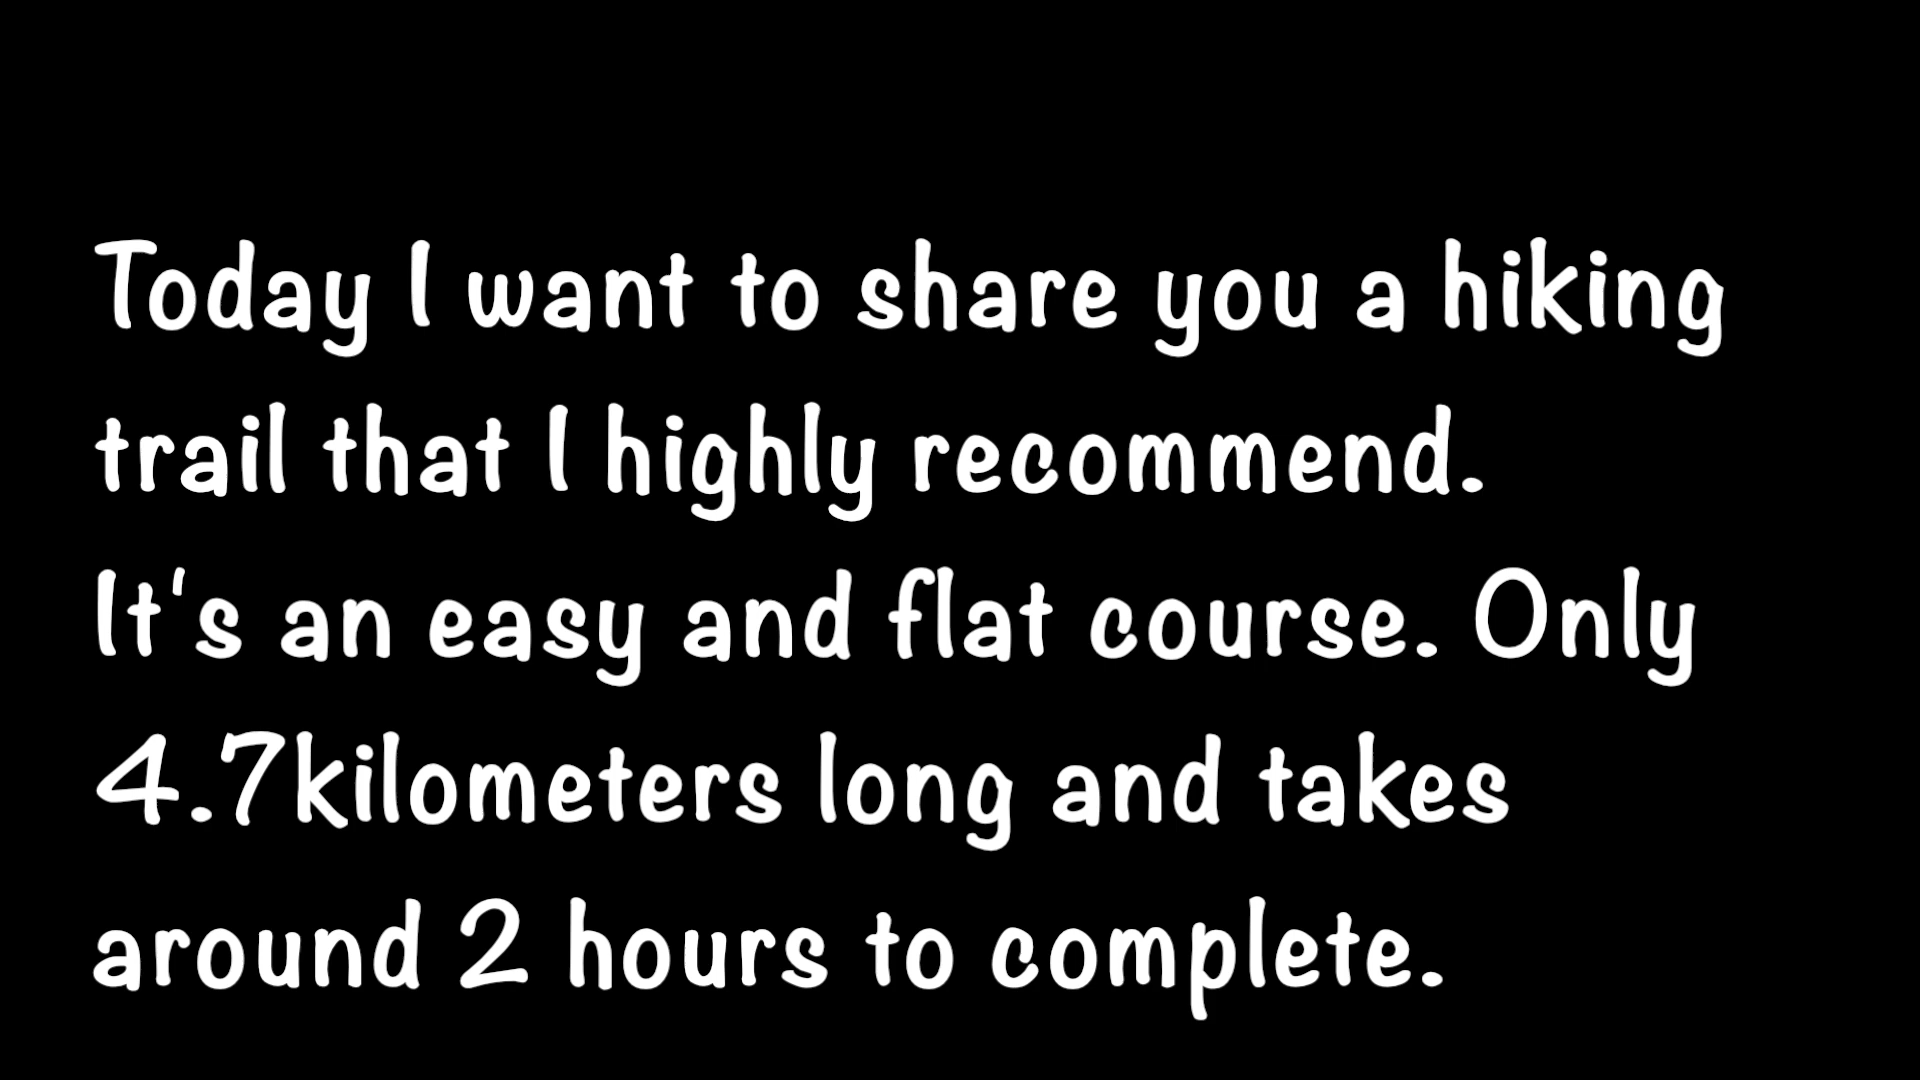 Today I want to share you a hiking
trail that I highly recommend.
It's an easy and flat course. Only
4.7kilometers long and takes
around 2 hours to complete.